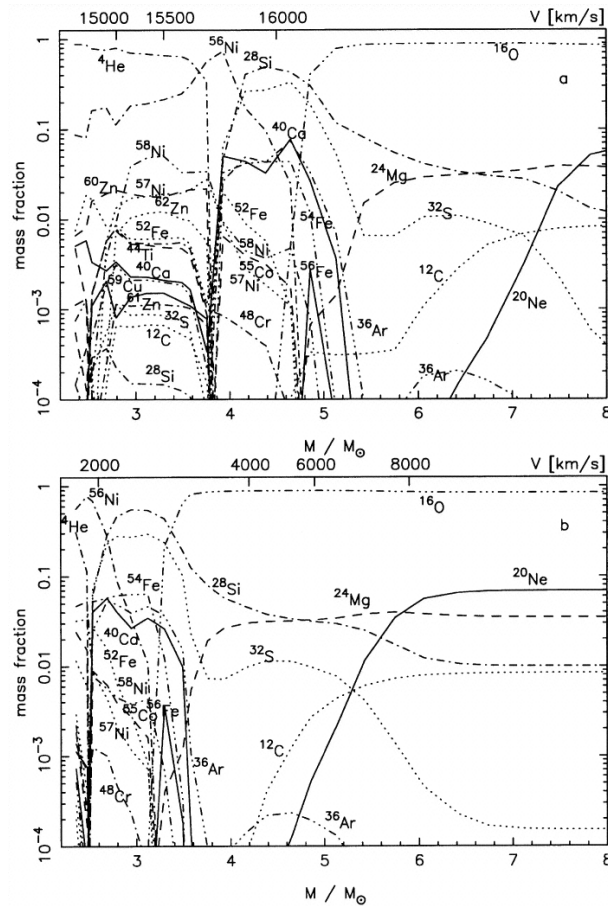 15000 15500 16000 V [km/s]
1
⁵⁶Ni
⁴He
²⁸Si
¹⁶O
a
0.1
⁴⁰Ca
⁵⁸Ni
²⁴Mg
⁶⁰Zn
⁵⁷Ni
⁶²Zn
⁵²Fe
⁵⁴Fe
³²S
mass fraction
0.01
⁵²Fe
⁵⁸Ni
⁴⁴Ti
⁵⁵Co
⁵⁶Fe
¹²C
⁴⁰Ca
⁵⁹Cu
⁵⁷Ni
²⁰Ne
10⁻³
⁶¹Zn
³²S
⁴⁸Cr
³⁶Ar
¹²C
²⁸Si
³⁶Ar
10⁻⁴
3 4 5 6 7 8
M / M☉
2000 4000 6000 8000 V [km/s]
1
⁵⁶Ni
⁴He
¹⁶O
b
⁵⁴Fe
²⁸Si
²⁰Ne
0.1
²⁴Mg
⁴⁰Ca
³²S
mass fraction
0.01
⁵²Fe
⁵⁸Ni
⁵⁵Co
⁵⁶Fe
⁵⁷Ni
¹²C
10⁻³
³⁶Ar
⁴⁸Cr
³⁶Ar
10⁻⁴
3 4 5 6 7 8
M / M☉